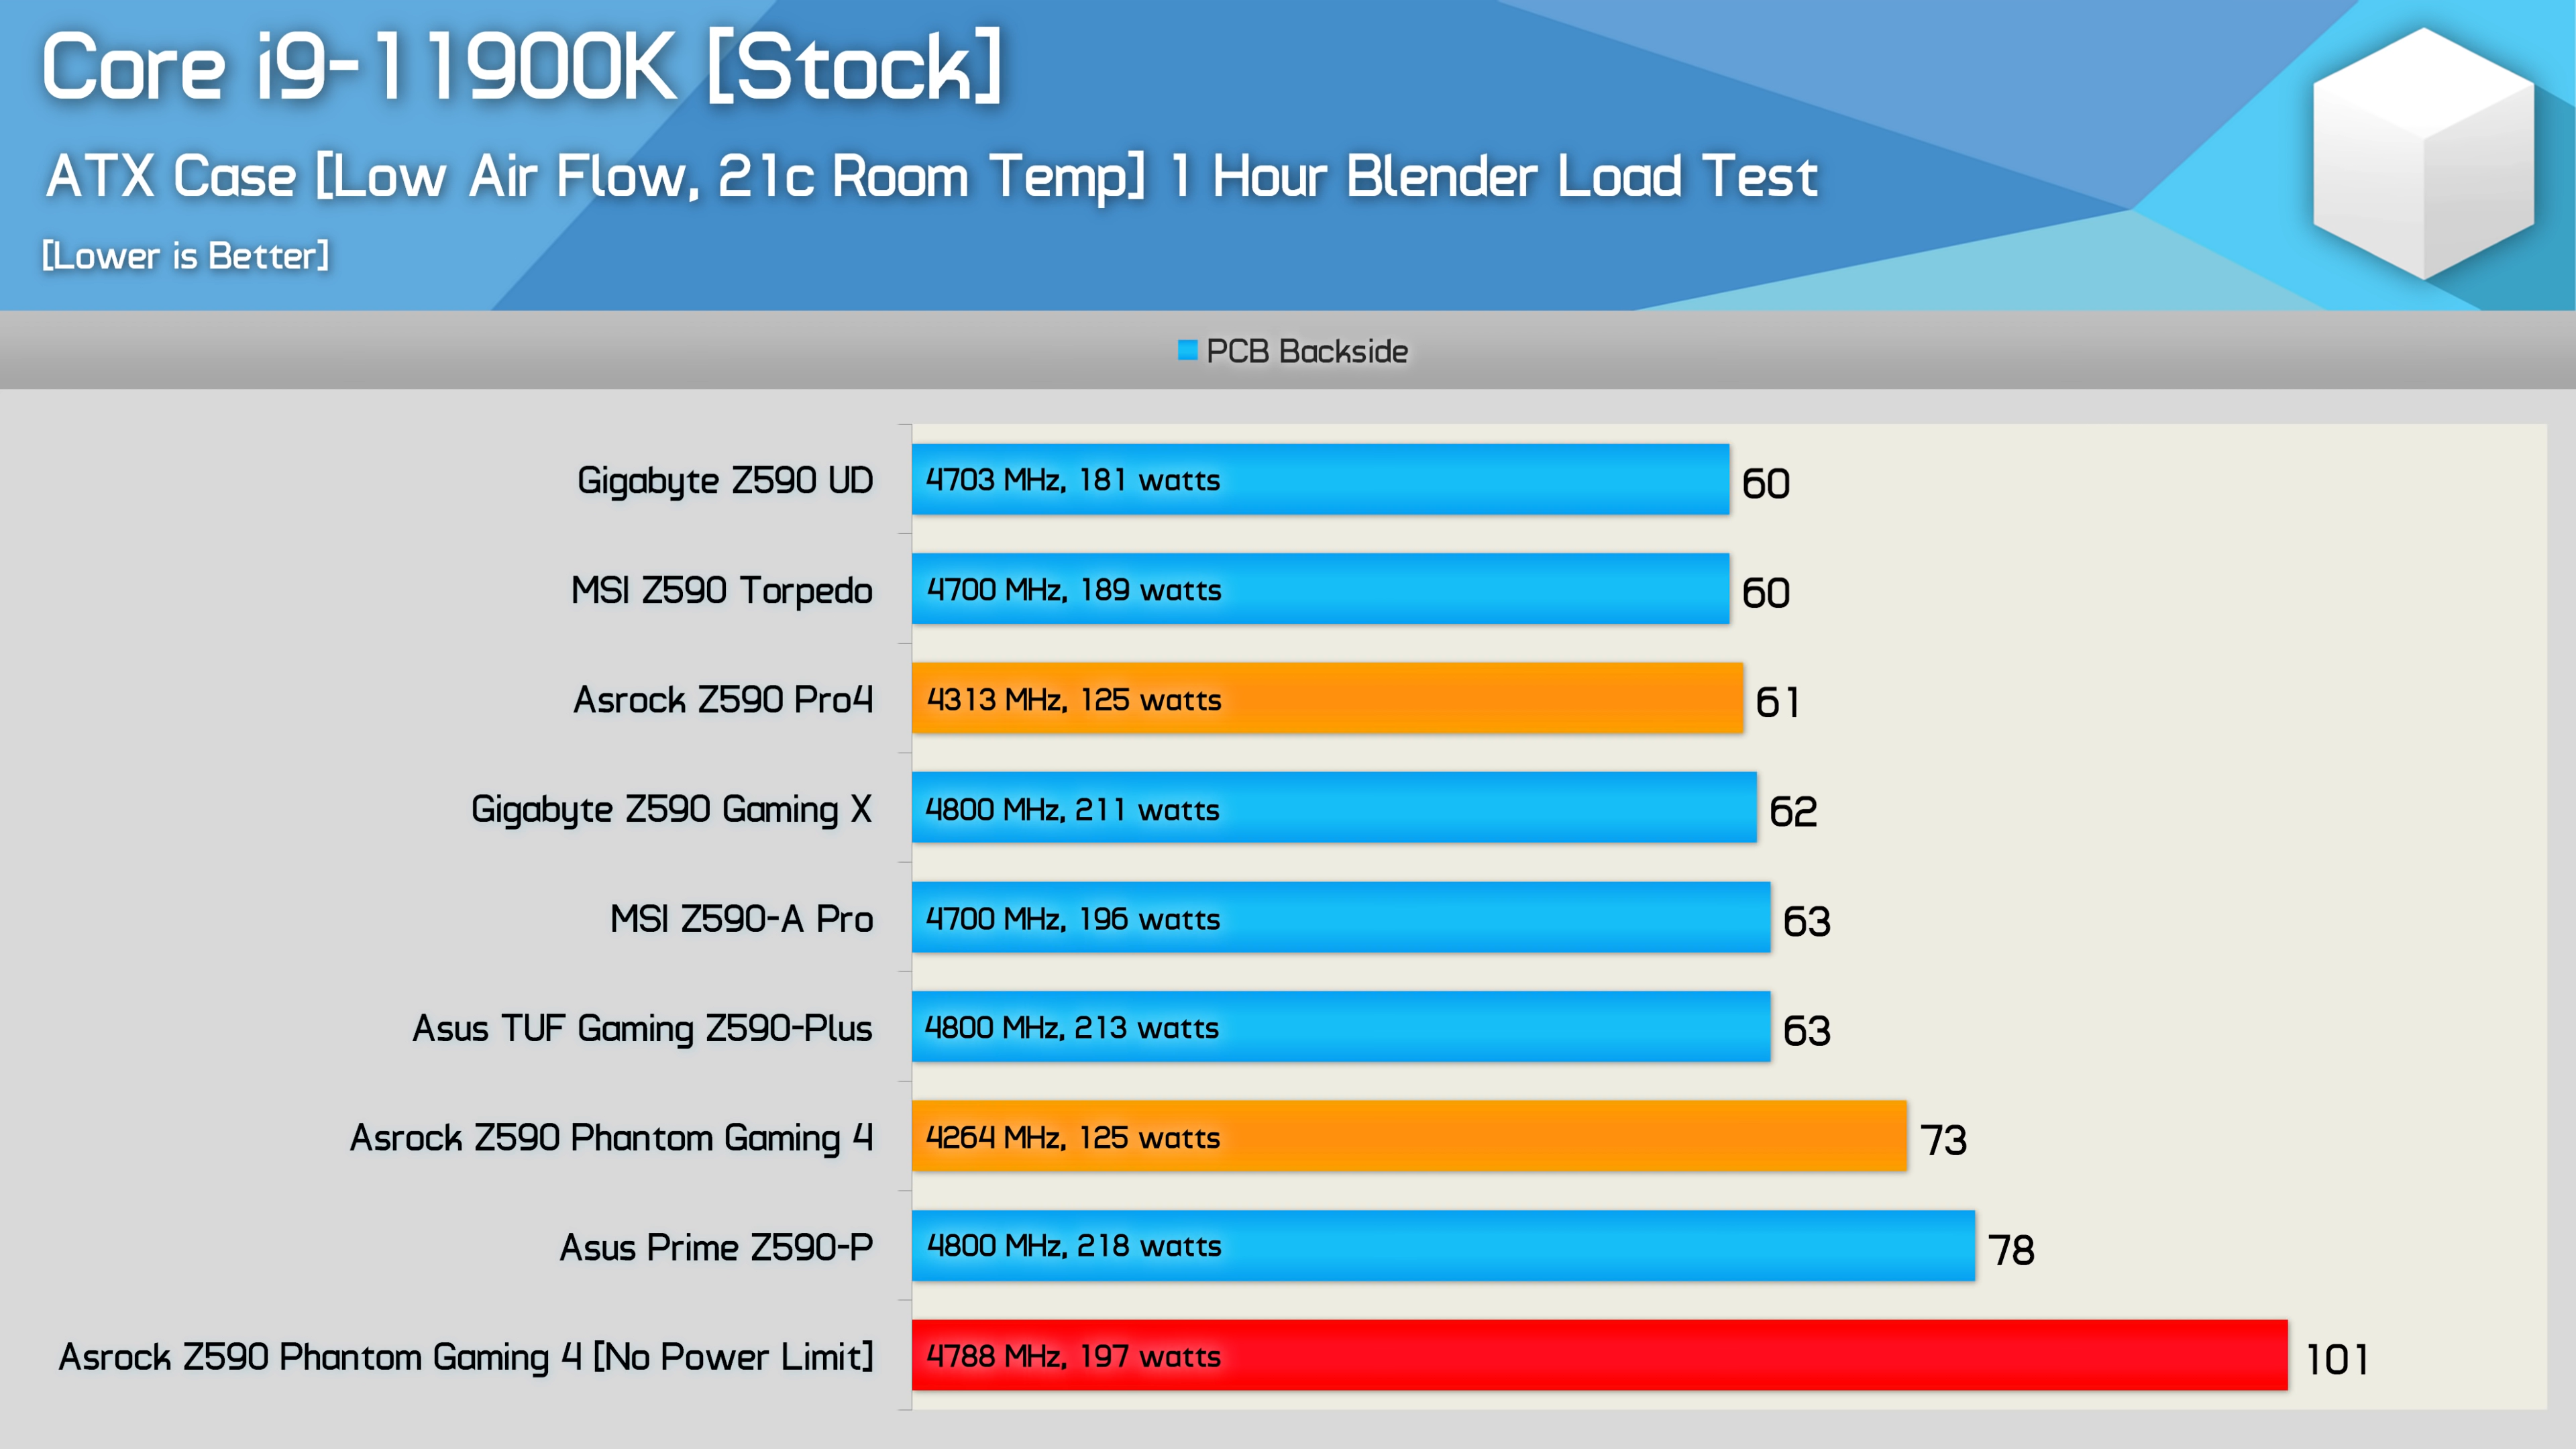 Core i9-11900K [Stock]
ATX Case [Low Air Flow, 21c Room Temp] 1 Hour Blender Load Test
[Lower is Better]
PCB Backside
Gigabyte Z590 UD 4703 MHz, 181 watts 60
MSI Z590 Torpedo 4700 MHz, 189 watts 60
Asrock Z590 Pro4 4313 MHz, 125 watts 61
Gigabyte Z590 Gaming X 4800 MHz, 211 watts 62
MSI Z590-A Pro 4700 MHz, 196 watts 63
Asus TUF Gaming Z590-Plus 4800 MHz, 213 watts 63
Asrock Z590 Phantom Gaming 4 4264 MHz, 125 watts 73
Asus Prime Z590-P 4800 MHz, 218 watts 78
Asrock Z590 Phantom Gaming 4 [No Power Limit] 4788 MHz, 197 watts 101